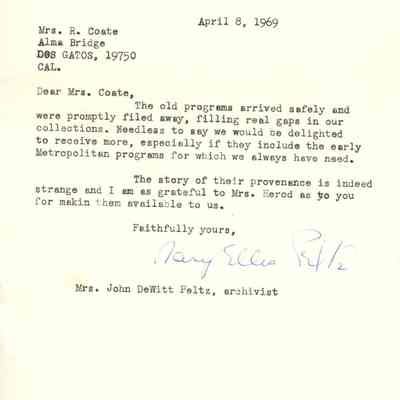 April 8, 1969
Mrs. R. Coate
Alma Bridge
DOS GATOS, 19750
CAL.
Dear Mrs. Coate,
The old programs arrived safely and
were promptly filed away, filling real gaps in our
collections. Needless to say we would be delighted
to receive more, especially if they include the early
Metropolitan programs for which we always have need.
The story of their provenance is indeed
strange and I am as grateful to Mrs. Herod as to you
for makin them available to us.
Faithfully yours,
Mary Ellis Peltz
Mrs. John DeWitt Peltz, archivist